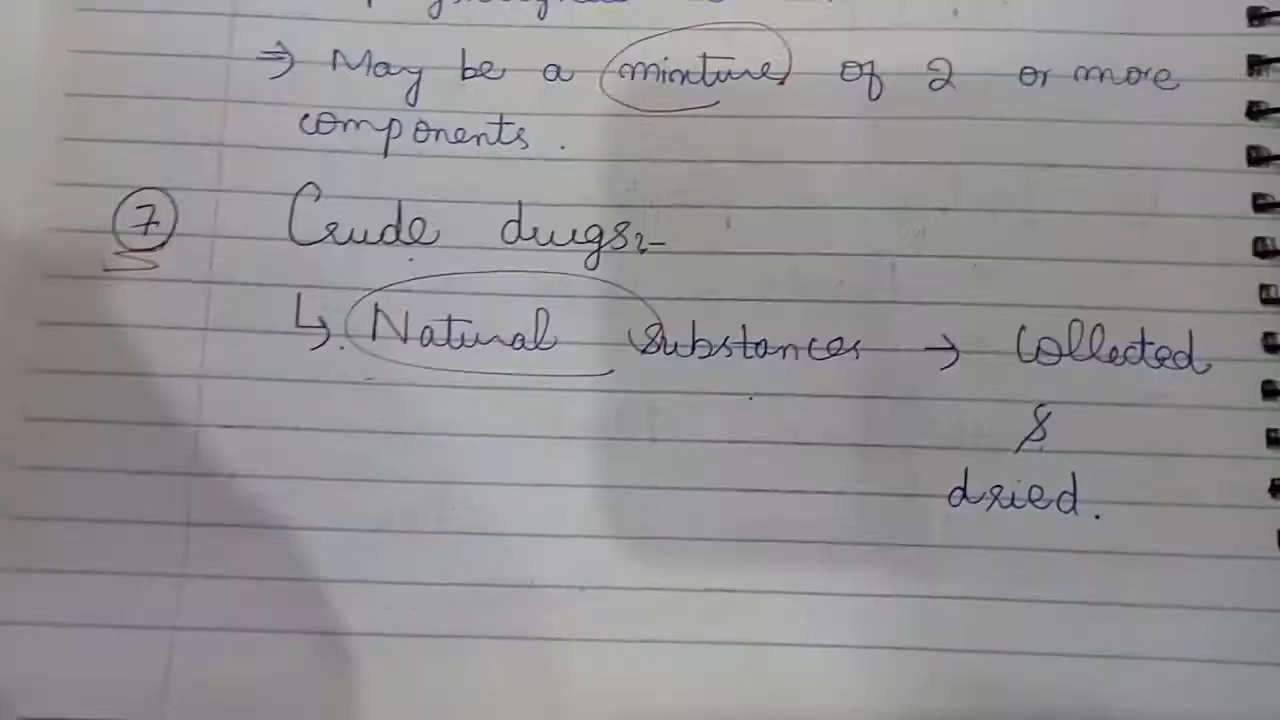 ⇒ May be a mixture of 2 or more
components.
7 Crude drugs:-
↳ Natural substances → Collected
&
dried.